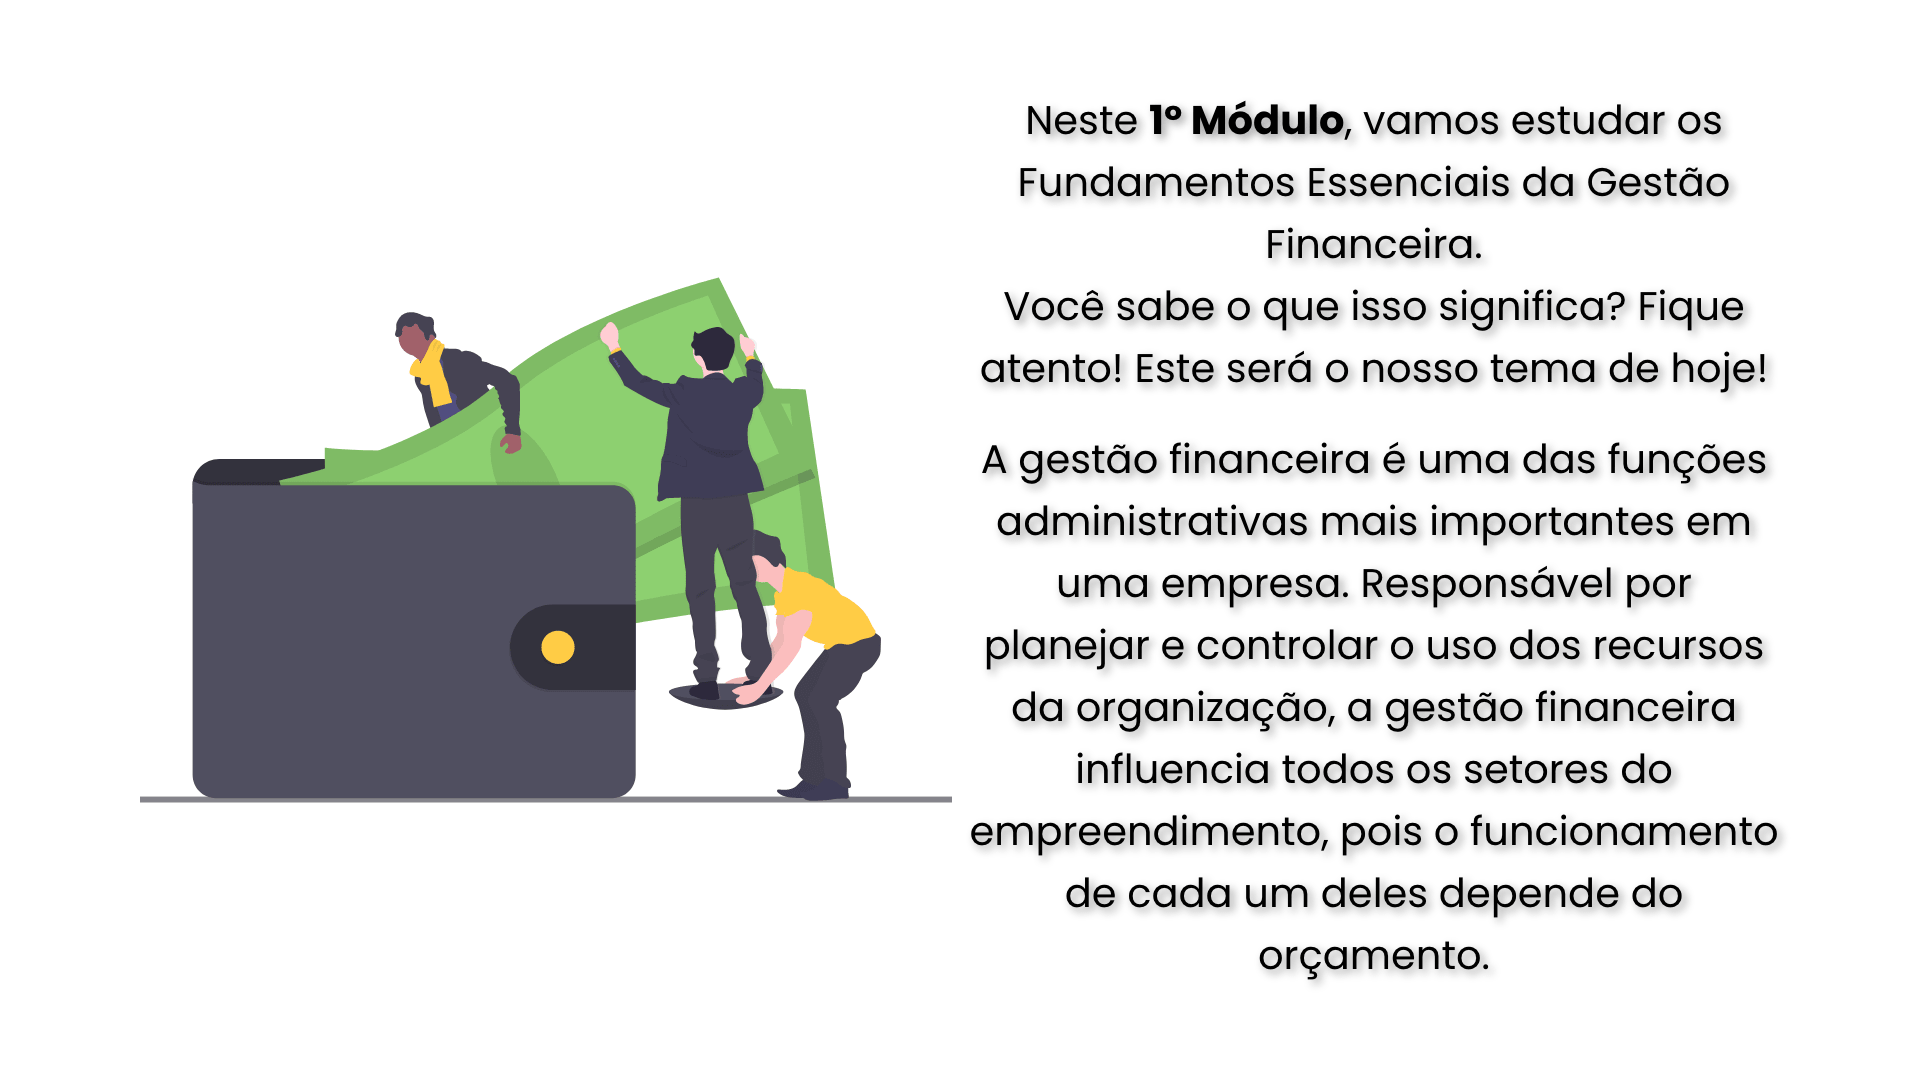 Neste 1º Módulo, vamos estudar os
Fundamentos Essenciais da Gestão
Financeira.
Você sabe o que isso significa? Fique
atento! Este será o nosso tema de hoje!
A gestão financeira é uma das funções
administrativas mais importantes em
uma empresa. Responsável por
planejar e controlar o uso dos recursos
da organização, a gestão financeira
influencia todos os setores do
empreendimento, pois o funcionamento
de cada um deles depende do
orçamento.